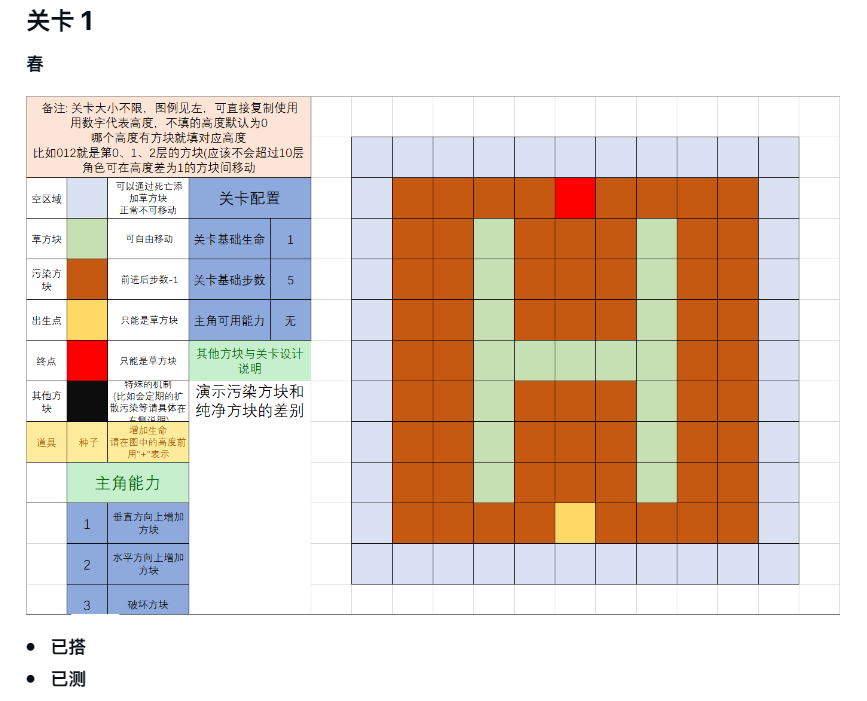 关卡 1
春
备注: 关卡大小不限，图例见左，可直接复制使用
用数字代表高度，不填的高度默认为0
哪个高度有方块就填对应高度
比如012就是第0、1、2层的方块(应该不会超过10层
角色可在高度差为1的方块间移动
空区域
可以通过死亡添
加草方块
正常不可移动
关卡配置
草方块
可自由移动
关卡基础生命
1
污染方
块
前进后步数-1
关卡基础步数
5
出生点
只能是草方块
主角可用能力
无
终点
只能是草方块
其他方块与关卡设计
说明
其他方
块
特殊的机制
(比如会定期的扩
散污染等请具体在
右侧说明)
演示污染方块和
纯净方块的差别
道具
种子
增加生命
请在图中的高度前
用"+"表示
主角能力
1
垂直方向上增加
方块
2
水平方向上增加
方块
3
破坏方块
已搭
已测